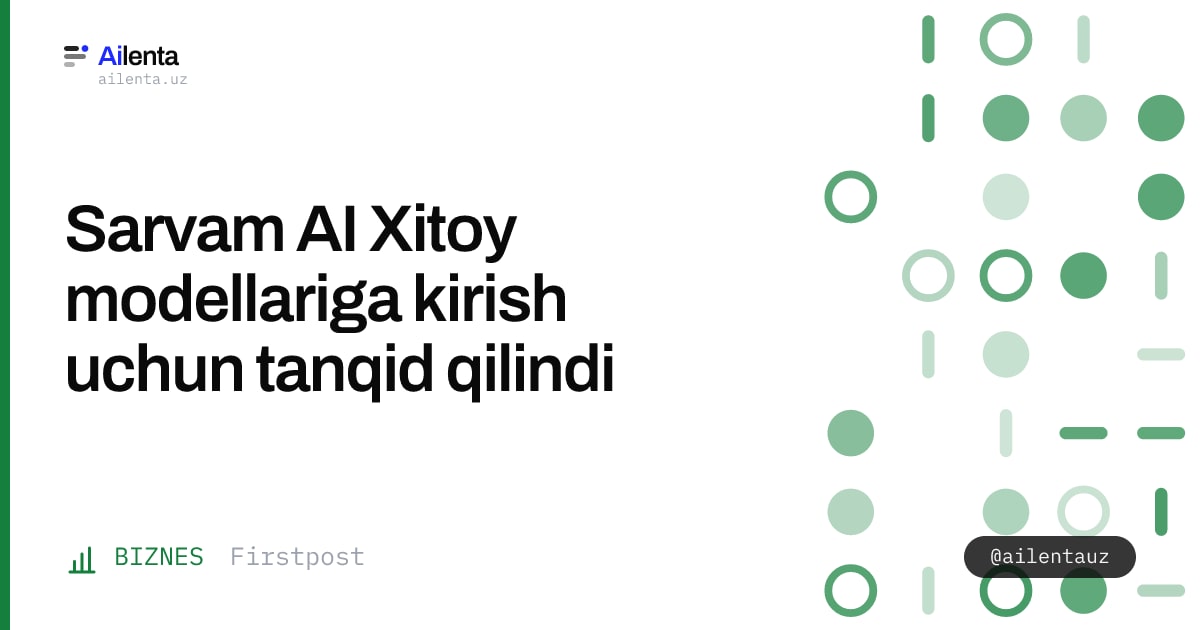 Ailenta
ailenta.uz
Sarvam AI Xitoy
modellariga kirish
uchun tanqid qilindi
BIZNES Firstpost
@ailentauz